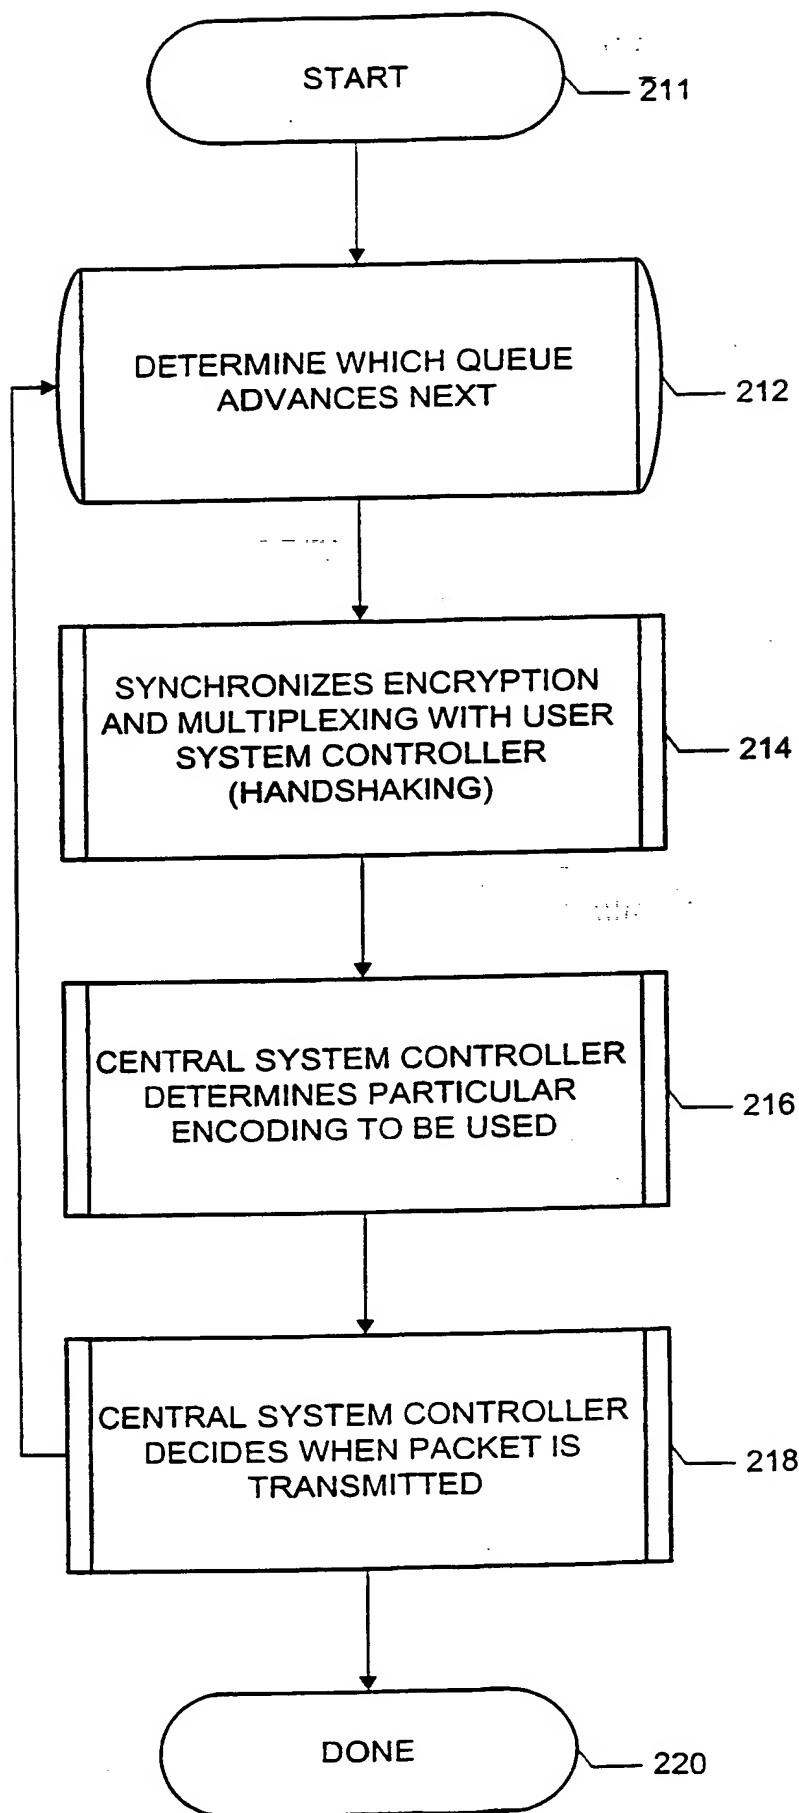 START
211
DETERMINE WHICH QUEUE
ADVANCES NEXT
212
SYNCHRONIZES ENCRYPTION
AND MULTIPLEXING WITH USER
SYSTEM CONTROLLER
(HANDSHAKING)
214
CENTRAL SYSTEM CONTROLLER
DETERMINES PARTICULAR
ENCODING TO BE USED
216
CENTRAL SYSTEM CONTROLLER
DECIDES WHEN PACKET IS
TRANSMITTED
218
DONE
220